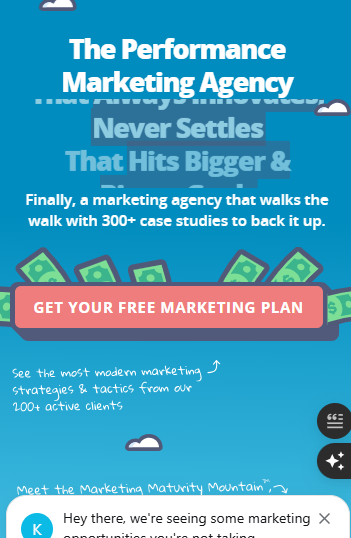 The Performance
Marketing Agency
That Always Innovates,
Never Settles
That Hits Bigger &
Finally, a marketing agency that walks the
walk with 300+ case studies to back it up.
GET YOUR FREE MARKETING PLAN
See the most modern marketing
strategies & tactics from our
200+ active clients
Meet the Marketing Maturity Mountain™,
K
Hey there, we're seeing some marketing
opportunities you're not taking